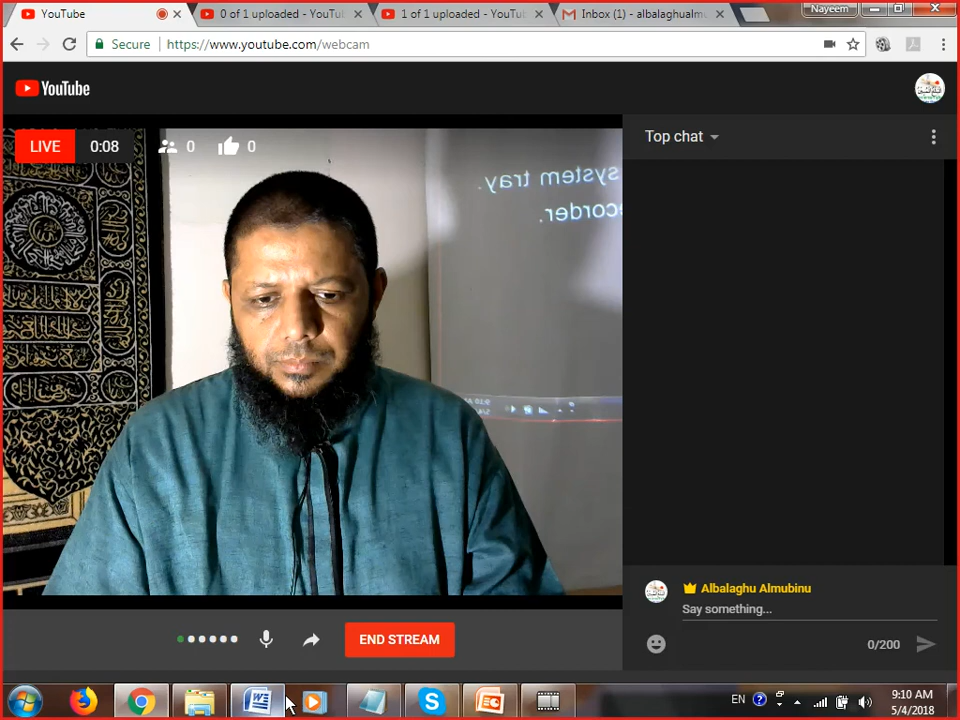 YouTube
0 of 1 uploaded - YouTu
1 of 1 uploaded - YouTu
Inbox (1) - albalaghualmu
Nayeem
Secure
https://www.youtube.com/webcam
YouTube
LIVE
0:08
0
0
Top chat
system tray.
ecorder.
Albalaghu Almubinu
Say something...
0/200
END STREAM
EN
9:10 AM
5/4/2018